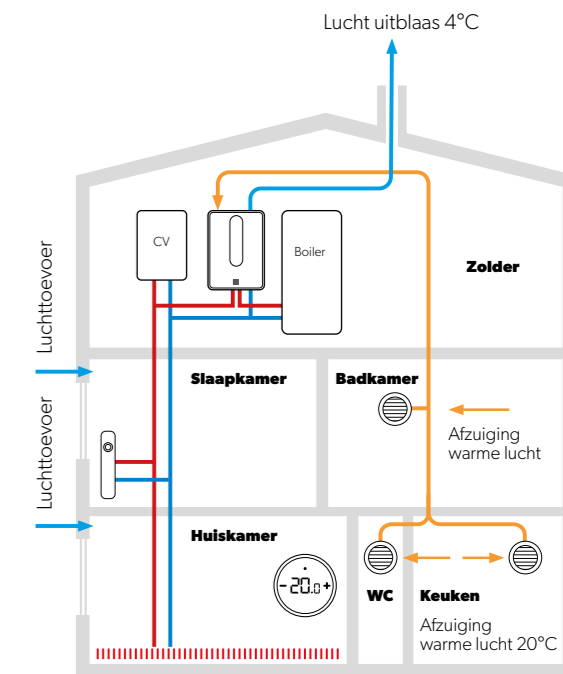 Lucht uitblaas 4°C
CV
Boiler
Zolder
Luchttoevoer
Slaapkamer
Badkamer
Afzuiging
warme lucht
Luchttoevoer
Huiskamer
-20.0+
WC
Keuken
Afzuiging
warme lucht 20°C